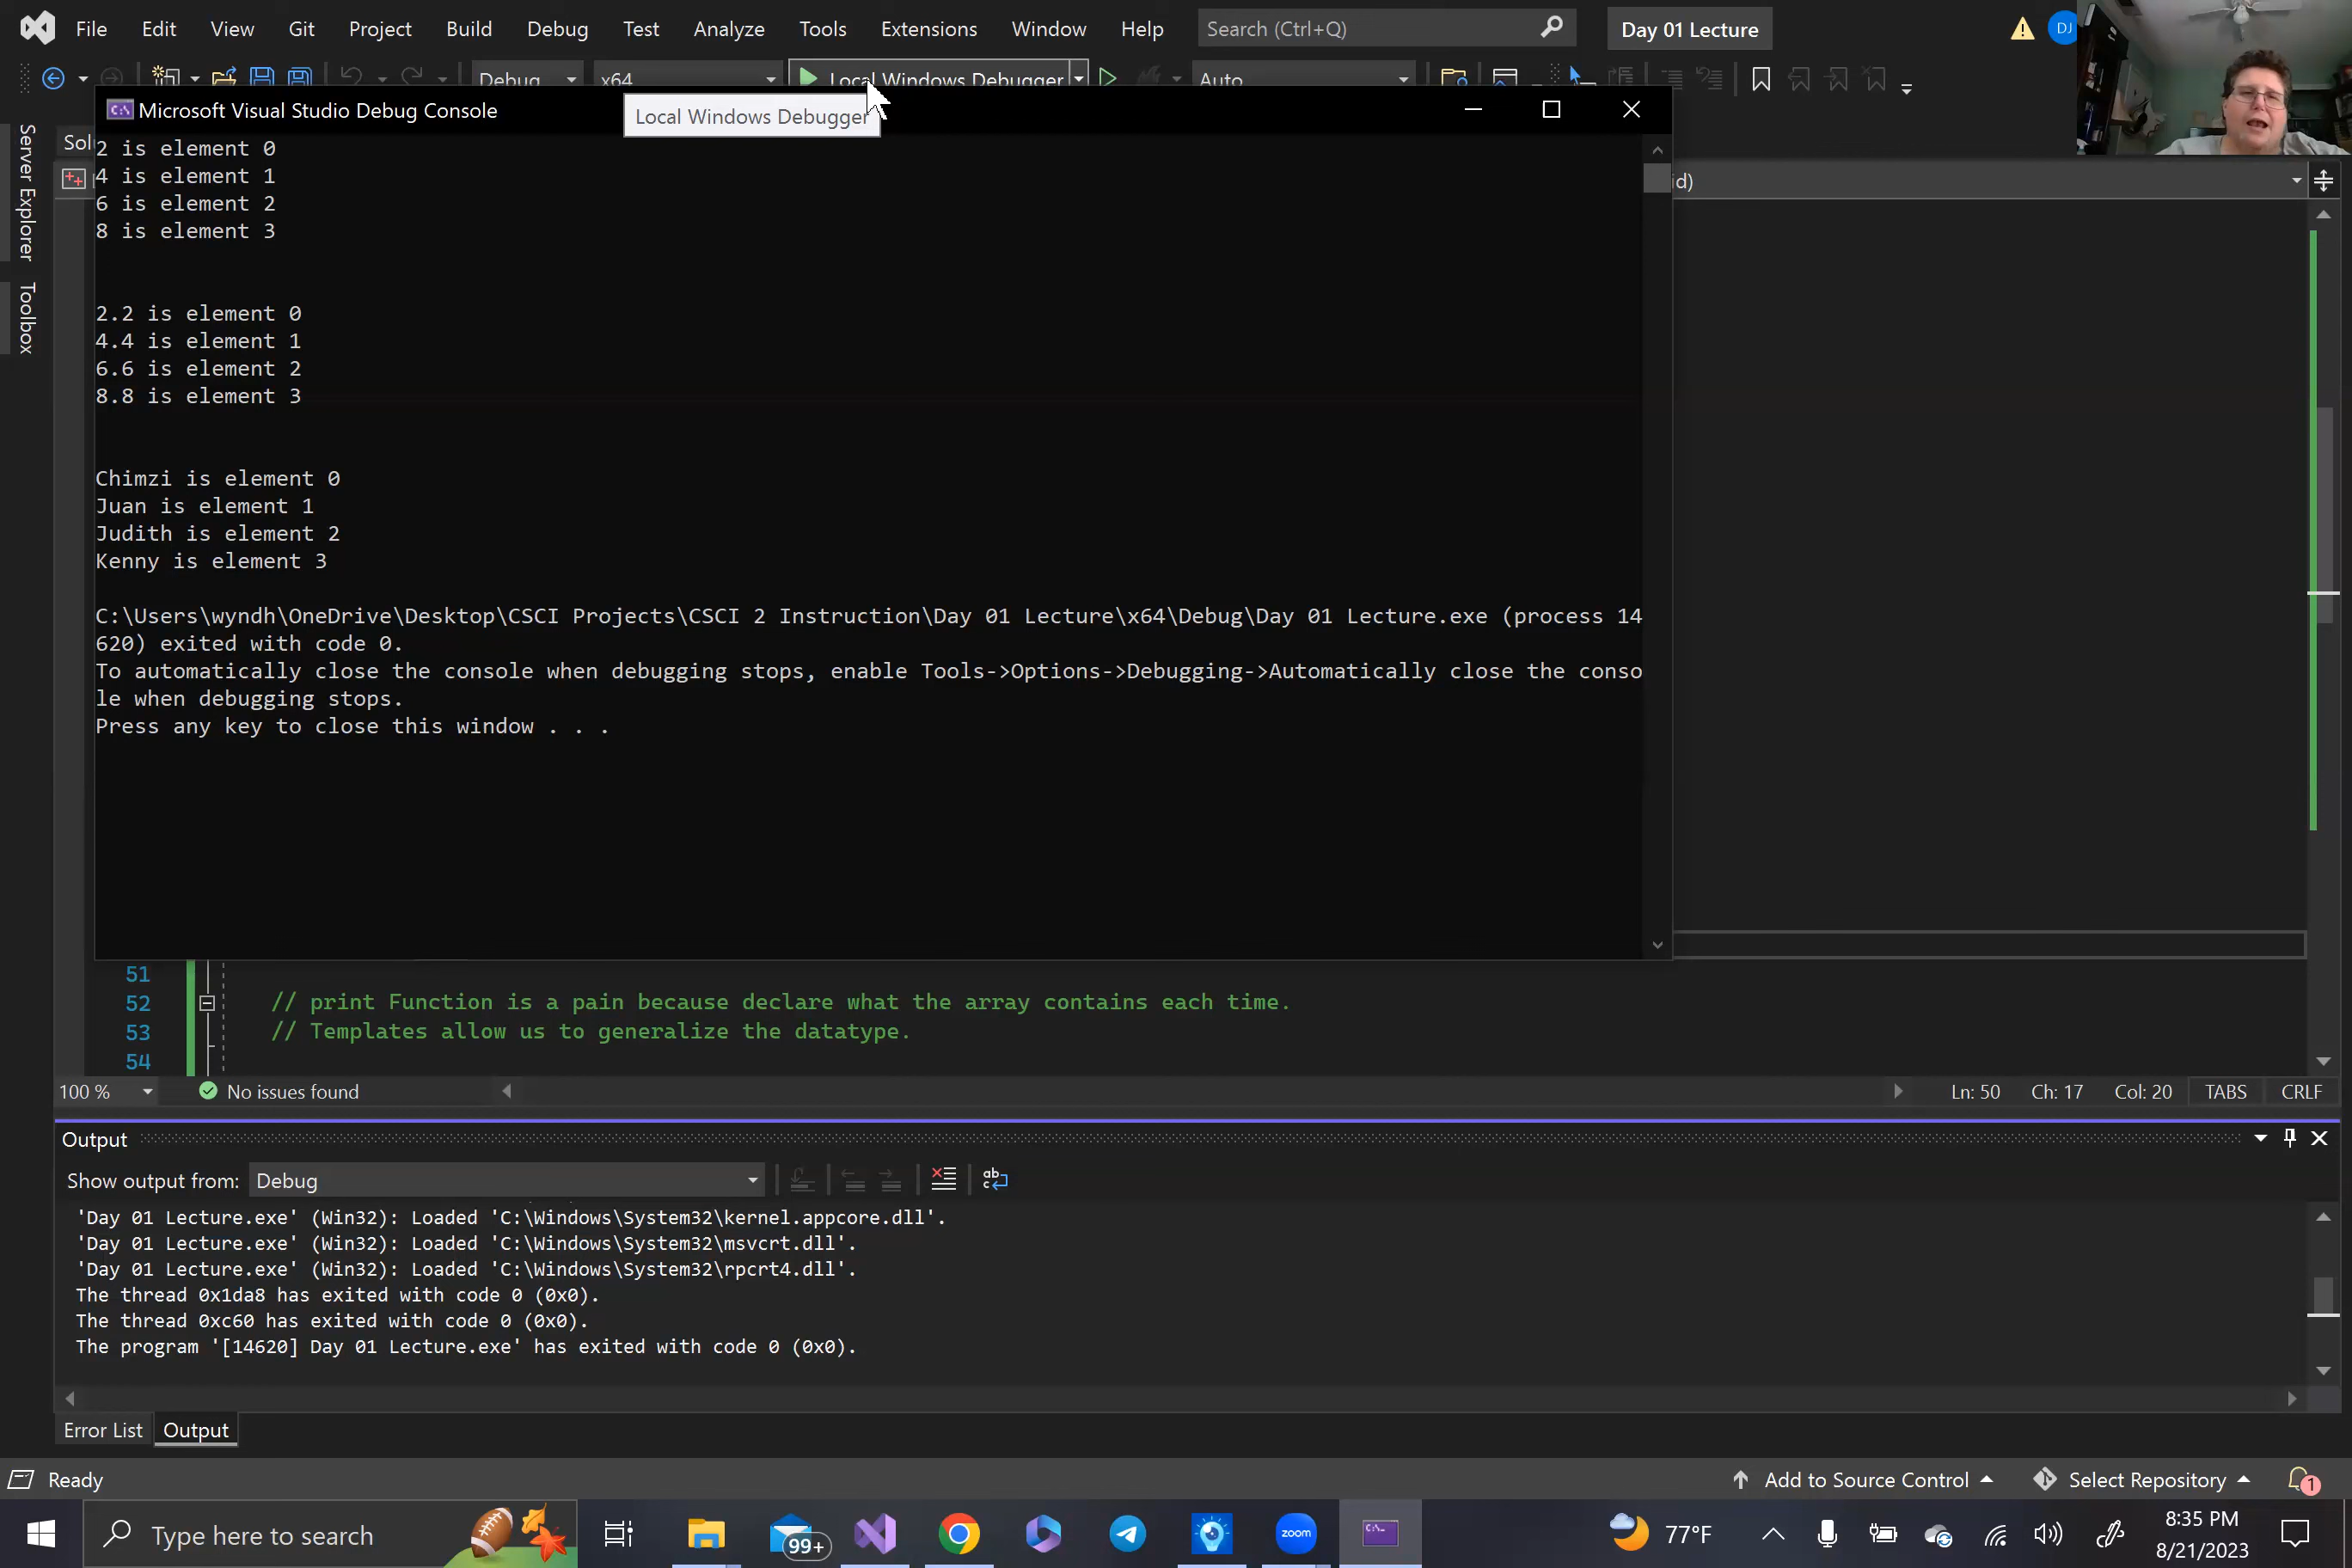 File Edit View Git Project Build Debug Test Analyze Tools Extensions Window Help Search (Ctrl+Q) Day 01 Lecture DJ
Debug x64 Local Windows Debugger Auto
Microsoft Visual Studio Debug Console
Local Windows Debugger
Server Explorer
Toolbox
id)
2 is element 0
4 is element 1
6 is element 2
8 is element 3
2.2 is element 0
4.4 is element 1
6.6 is element 2
8.8 is element 3
Chimzi is element 0
Juan is element 1
Judith is element 2
Kenny is element 3
C:\Users\wyndh\OneDrive\Desktop\CSCI Projects\CSCI 2 Instruction\Day 01 Lecture\x64\Debug\Day 01 Lecture.exe (process 14
620) exited with code 0.
To automatically close the console when debugging stops, enable Tools->Options->Debugging->Automatically close the conso
le when debugging stops.
Press any key to close this window . . .
51
52 // print Function is a pain because declare what the array contains each time.
53 // Templates allow us to generalize the datatype.
54
100 % No issues found Ln: 50 Ch: 17 Col: 20 TABS CRLF
Output
Show output from: Debug
'Day 01 Lecture.exe' (Win32): Loaded 'C:\Windows\System32\kernel.appcore.dll'.
'Day 01 Lecture.exe' (Win32): Loaded 'C:\Windows\System32\msvcrt.dll'.
'Day 01 Lecture.exe' (Win32): Loaded 'C:\Windows\System32\rpcrt4.dll'.
The thread 0x1da8 has exited with code 0 (0x0).
The thread 0xc60 has exited with code 0 (0x0).
The program '[14620] Day 01 Lecture.exe' has exited with code 0 (0x0).
Error List Output
Ready Add to Source Control Select Repository 1
Type here to search 99+ zoom 77°F 8:35 PM
8/21/2023